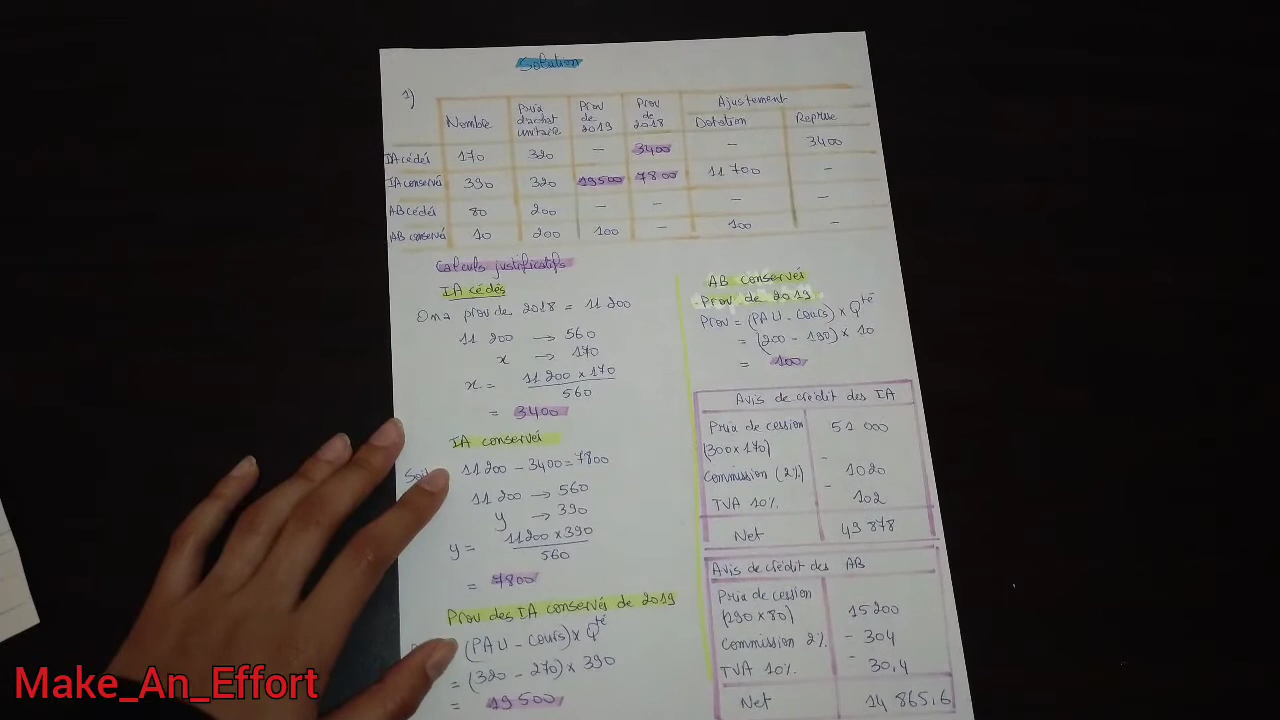 Solution
1)
Nombre | Prix d'achat unitaire | Prov de 2019 | Prov de 2018 | Ajustement
Dotation | Reprise
IA cédés | 170 | 320 | — | 3400 | — | 3400
IA conservé | 390 | 320 | 19500 | 7800 | 11 700 | -
AB cédés | 80 | 200 | — | — | — | —
AB conservé | 10 | 200 | 100 | — | 100 | -
Calculs justificatifs
IA cédés
On a prov de 2018 = 11 200
11 200 → 560
x → 170
x = 11 200 x 170
560
= 3400
IA conservé
Soit 11 200 - 3400 = 7800
11 200 → 560
y → 390
y = 11200 x 390
560
= 7800
Prov des IA conservés de 2019
(PAU - Cours) x Qté
= (320 - 270) x 390
= 19500
AB conservé
Prov de 2019
Prov = (PAU - Cours) x Qté
= (200 - 190) x 10
= 100
Avis de crédit des IA
Prix de cession 51 000
(300 x 170)
-
Commission (2%) 1020
-
TVA 10% 102
Net 49 878
Avis de crédit des AB
Prix de cession
(190 x 80) 15200
Commission 2% - 304
TVA 10% - 30,4
Net 14 865,6
Make_An_Effort